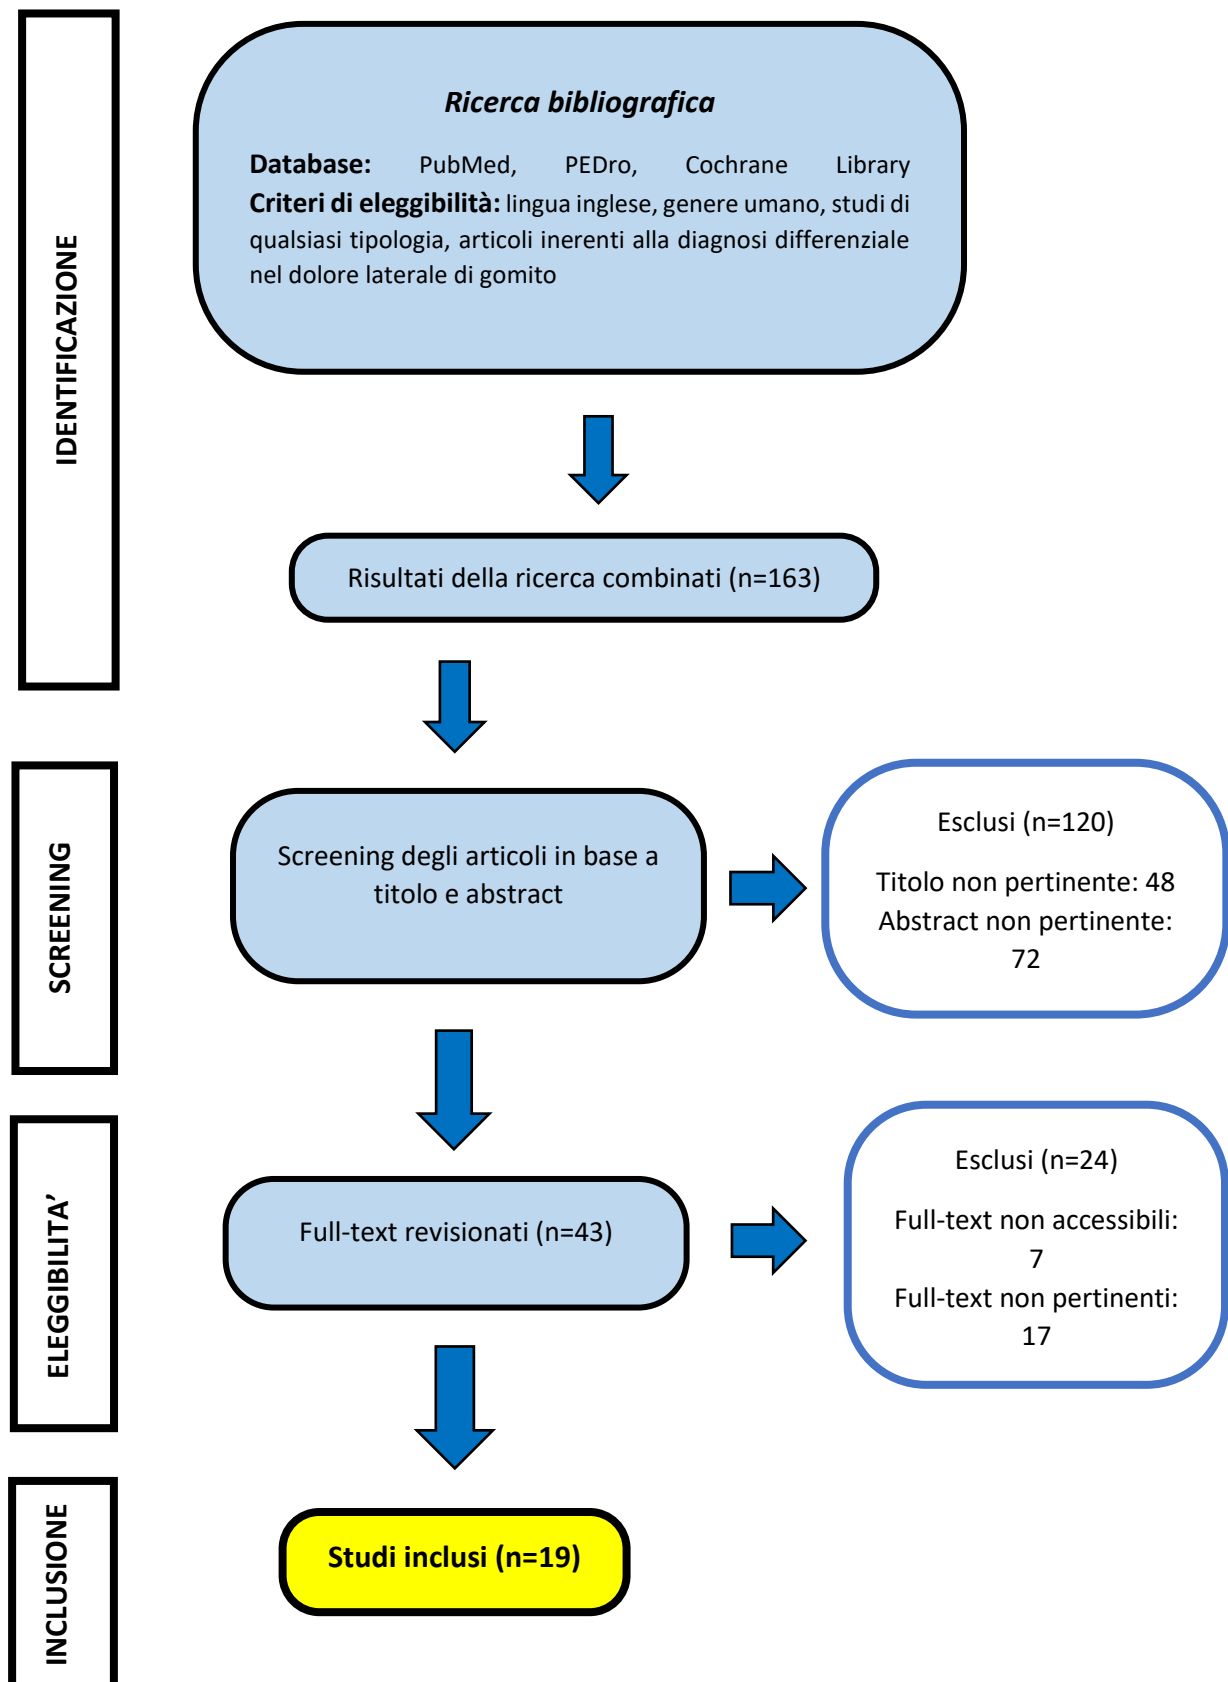 IDENTIFICAZIONE
Ricerca bibliografica
Database: PubMed, PEDro, Cochrane Library
Criteri di eleggibilità: lingua inglese, genere umano, studi di
qualsiasi tipologia, articoli inerenti alla diagnosi differenziale
nel dolore laterale di gomito
Risultati della ricerca combinati (n=163)
SCREENING
Screening degli articoli in base a
titolo e abstract
Esclusi (n=120)
Titolo non pertinente: 48
Abstract non pertinente:
72
ELEGGIBILITA’
Full-text revisionati (n=43)
Esclusi (n=24)
Full-text non accessibili:
7
Full-text non pertinenti:
17
INCLUSIONE
Studi inclusi (n=19)